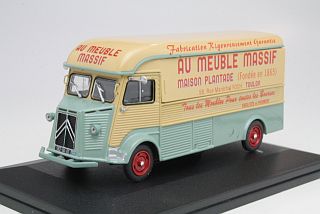 Fabrication Rigoureusement Garantie
AU MEUBLE MASSIF
AU MEUBLE MASSIF
MAISON PLANTADE (Fondée en 1865)
TOULON
Tous les Meubles Pour toutes les Bourses